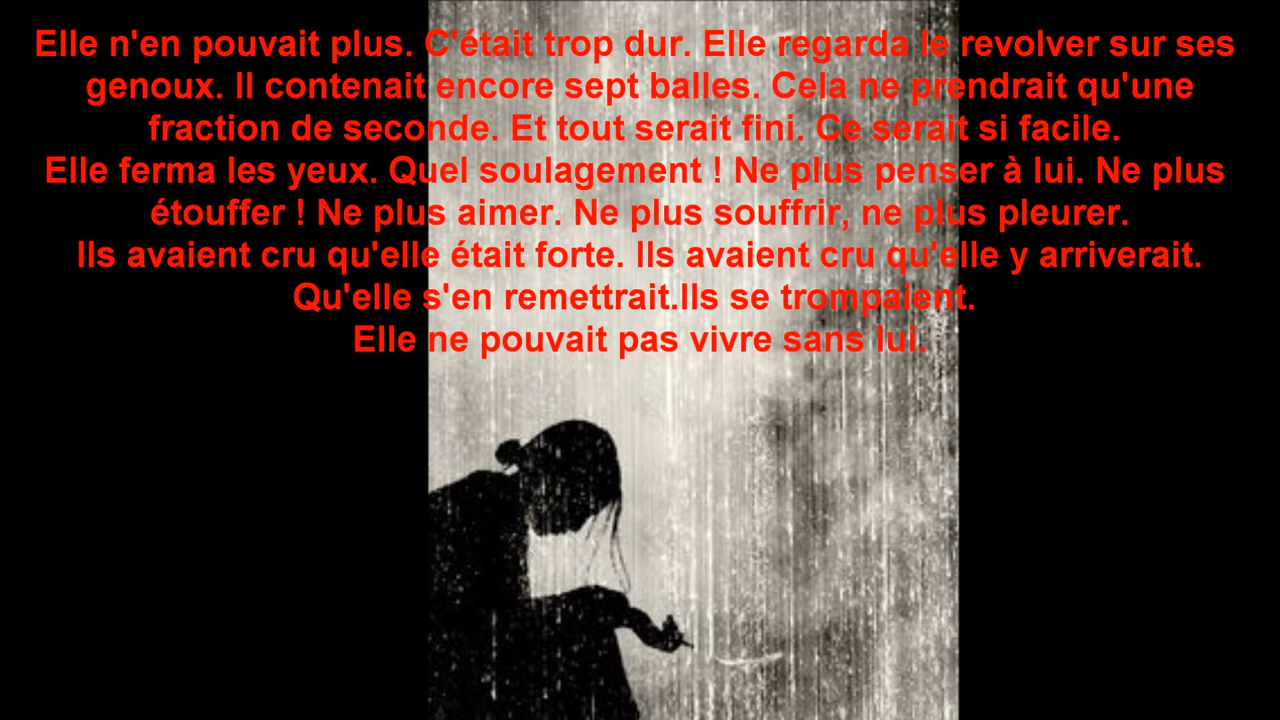 Elle n'en pouvait plus. C'était trop dur. Elle regarda le revolver sur ses
genoux. Il contenait encore sept balles. Cela ne prendrait qu'une
fraction de seconde. Et tout serait fini. Ce serait si facile.
Elle ferma les yeux. Quel soulagement ! Ne plus penser à lui. Ne plus
étouffer ! Ne plus aimer. Ne plus souffrir, ne plus pleurer.
Ils avaient cru qu'elle était forte. Ils avaient cru qu'elle y arriverait.
Qu'elle s'en remettrait.Ils se trompaient.
Elle ne pouvait pas vivre sans lui.